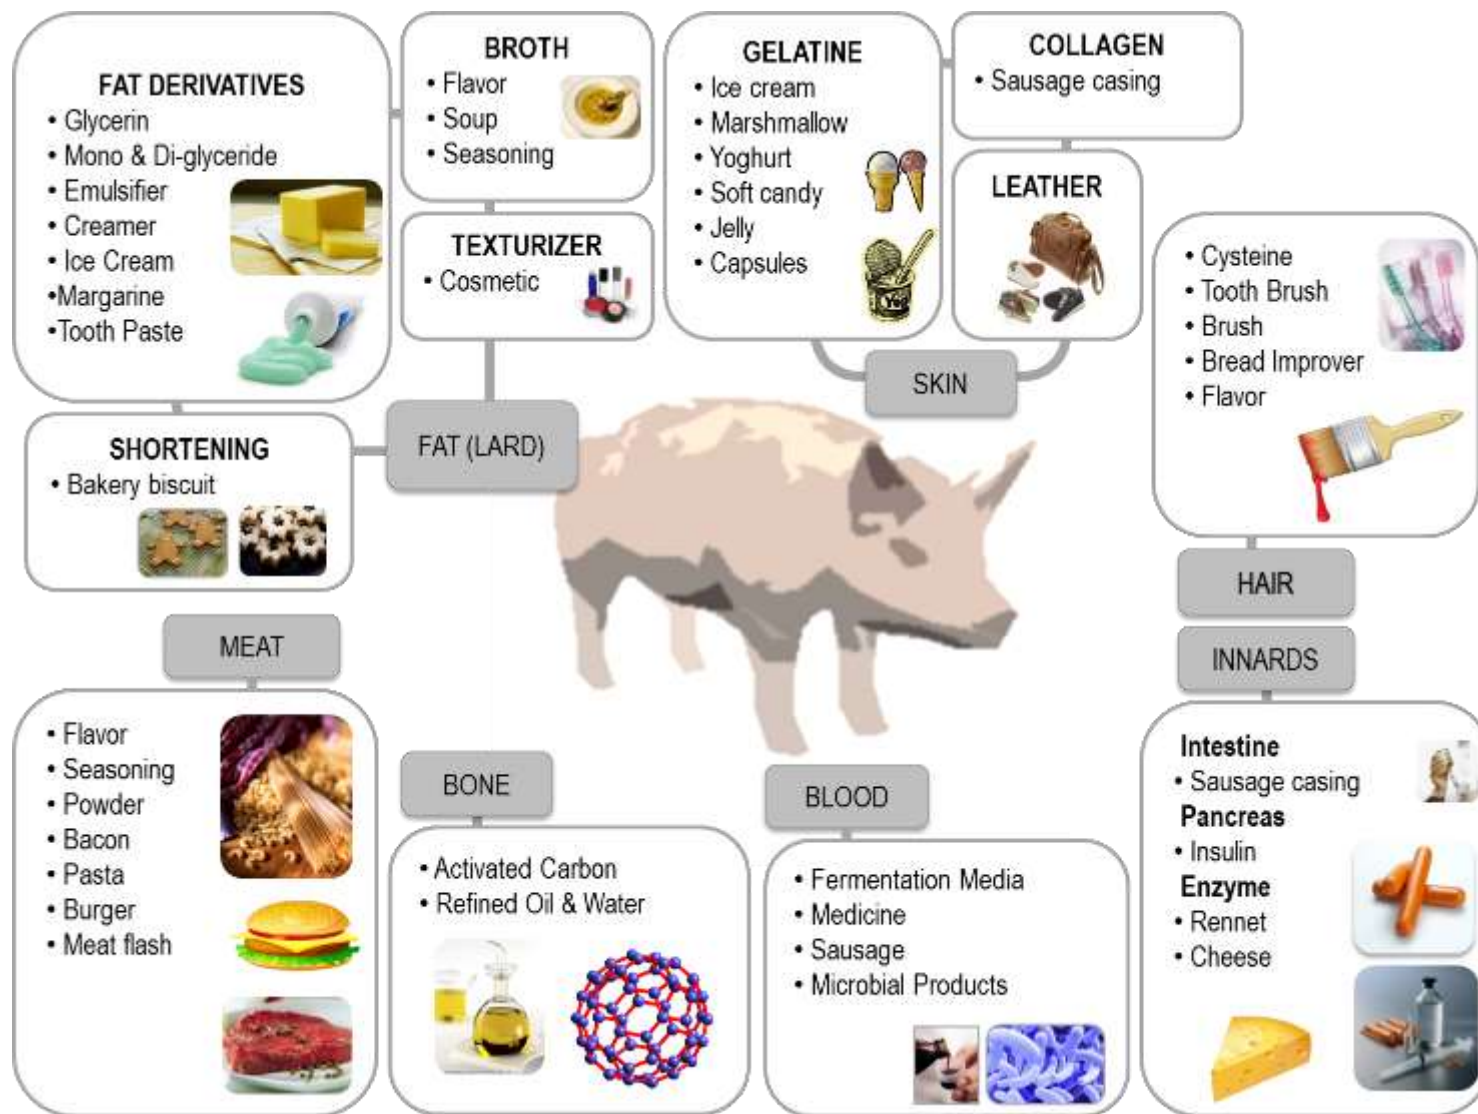 FAT DERIVATIVES
• Glycerin
• Mono & Di-glyceride
• Emulsifier
• Creamer
• Ice Cream
•Margarine
•Tooth Paste
BROTH
• Flavor
• Soup
• Seasoning
TEXTURIZER
• Cosmetic
GELATINE
• Ice cream
• Marshmallow
• Yoghurt
• Soft candy
• Jelly
• Capsules
Yog
COLLAGEN
• Sausage casing
LEATHER
SKIN
• Cysteine
• Tooth Brush
• Brush
• Bread Improver
• Flavor
HAIR
SHORTENING
• Bakery biscuit
FAT (LARD)
MEAT
• Flavor
• Seasoning
• Powder
• Bacon
• Pasta
• Burger
• Meat flash
BONE
• Activated Carbon
• Refined Oil & Water
BLOOD
• Fermentation Media
• Medicine
• Sausage
• Microbial Products
INNARDS
Intestine
• Sausage casing
Pancreas
• Insulin
Enzyme
• Rennet
• Cheese